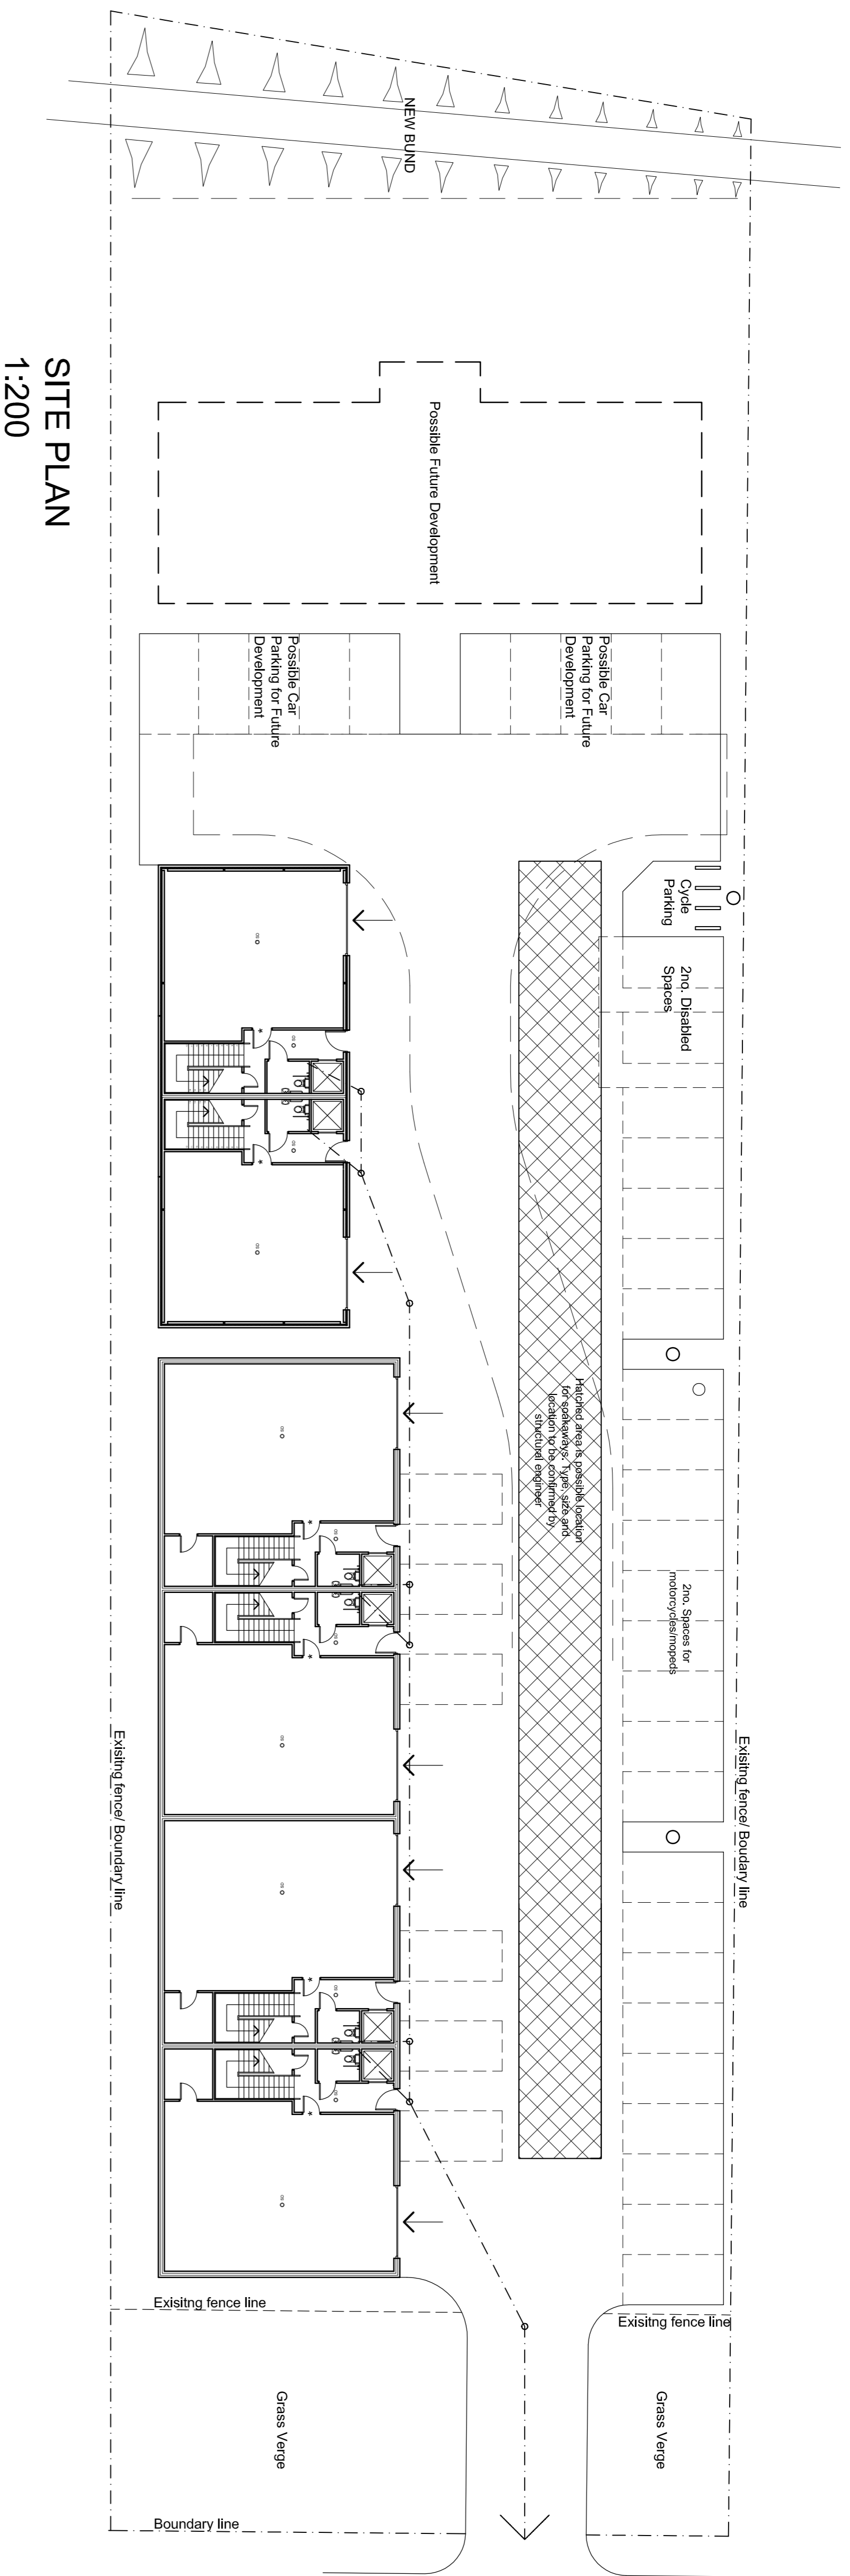 NEW BUND
SITE PLAN
1:200
Possible Future Development
Possible Car
Parking for Future
Development
Possible Car
Parking for Future
Development
Cycle
Parking
2no. Disabled
Spaces
Hatched area is possible location
for soakaways. Type, size and
location to be confirmed by
structural engineer
2no. Spaces for
motorcycles/mopeds
Exisitng fence/ Boundary line
Exisitng fence/ Boudary line
Exisitng fence line
Exisitng fence line
Grass Verge
Grass Verge
Boundary line